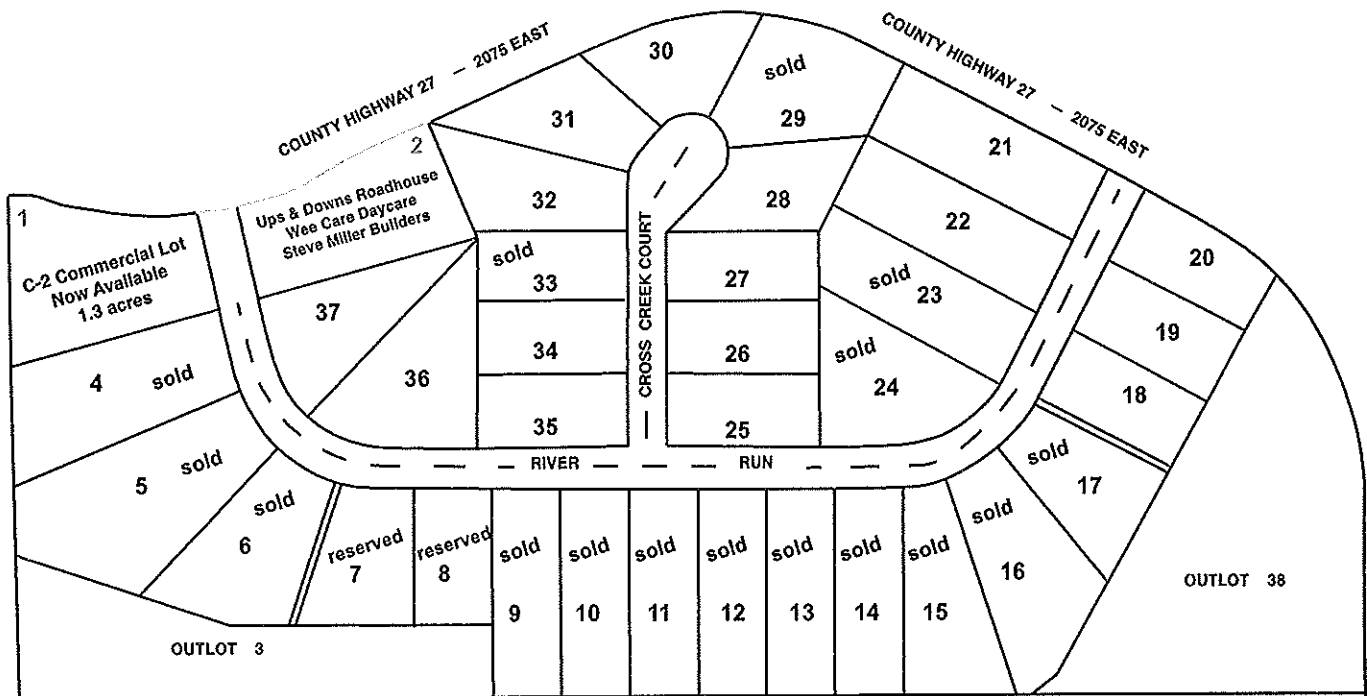 COUNTY HIGHWAY 27 — 2075 EAST
COUNTY HIGHWAY 27 — 2075 EAST
30
sold
29
31
2
Ups & Downs Roadhouse
Wee Care Daycare
Steve Miller Builders
21
1
C-2 Commercial Lot
Now Available
1.3 acres
32
28
22
20
sold
33
27
sold 23
19
37
34
26
sold
24
18
36
CROSS CREEK COURT
4 sold
35
25
RIVER RUN
5 sold
sold
6
reserved
7
reserved
8
sold
9
sold
10
sold
11
sold
12
sold
13
sold
14
sold
15
sold
16
sold
17
OUTLOT 38
OUTLOT 3